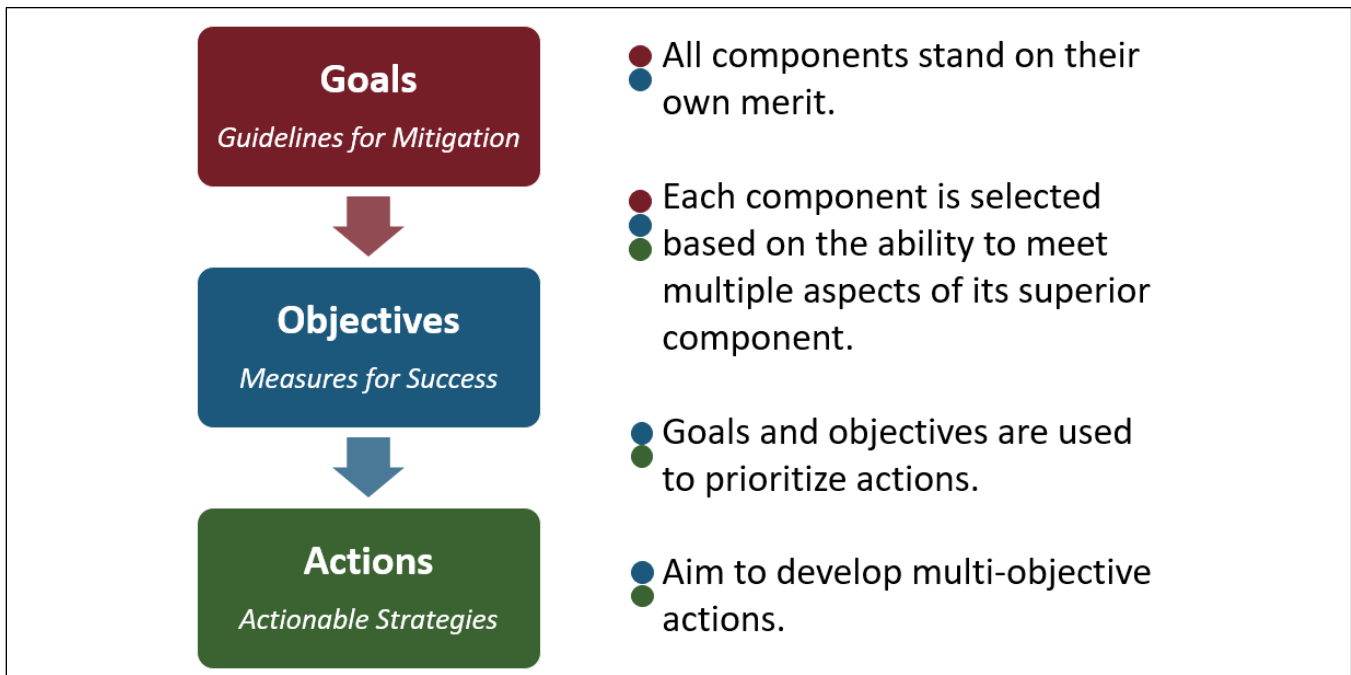 Goals
Guidelines for Mitigation
Objectives
Measures for Success
Actions
Actionable Strategies
All components stand on their
own merit.
Each component is selected
based on the ability to meet
multiple aspects of its superior
component.
Goals and objectives are used
to prioritize actions.
Aim to develop multi-objective
actions.